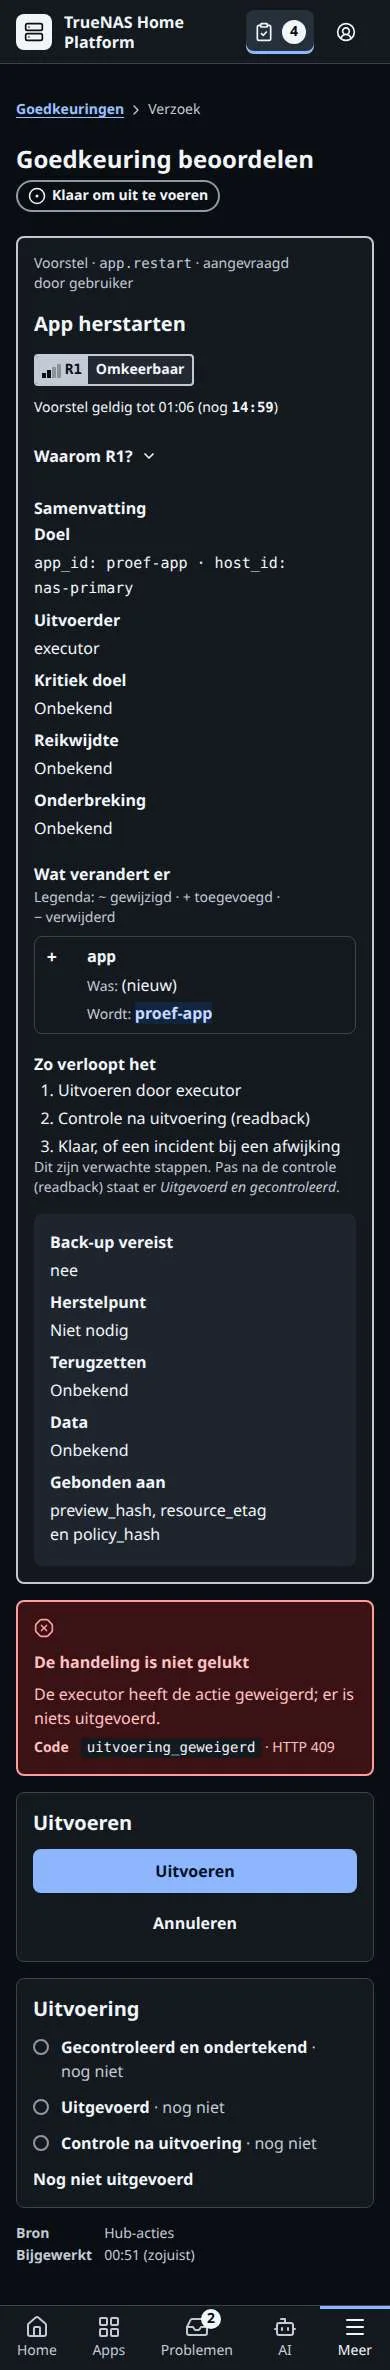 TrueNAS Home
Platform
4
Goedkeuringen > Verzoek
Goedkeuring beoordelen
Klaar om uit te voeren
Voorstel · app.restart · aangevraagd
door gebruiker
App herstarten
R1 Omkeerbaar
Voorstel geldig tot 01:06 (nog 14:59)
Waarom R1?
Samenvatting
Doel
app_id: proef-app · host_id:
nas-primary
Uitvoerder
executor
Kritiek doel
Onbekend
Reikwijdte
Onbekend
Onderbreking
Onbekend
Wat verandert er
Legenda: ~ gewijzigd · + toegevoegd ·
− verwijderd
+ app
Was: (nieuw)
Wordt: proef-app
Zo verloopt het
1. Uitvoeren door executor
2. Controle na uitvoering (readback)
3. Klaar, of een incident bij een afwijking
Dit zijn verwachte stappen. Pas na de controle
(readback) staat er Uitgevoerd en gecontroleerd.
Back-up vereist
nee
Herstelpunt
Niet nodig
Terugzetten
Onbekend
Data
Onbekend
Gebonden aan
preview_hash, resource_etag
en policy_hash
De handeling is niet gelukt
De executor heeft de actie geweigerd; er is
niets uitgevoerd.
Code uitvoering_geweigerd · HTTP 409
Uitvoeren
Uitvoeren
Annuleren
Uitvoering
Gecontroleerd en ondertekend ·
nog niet
Uitgevoerd · nog niet
Controle na uitvoering · nog niet
Nog niet uitgevoerd
Bron Hub-acties
Bijgewerkt 00:51 (zojuist)
2
Home Apps Problemen AI Meer